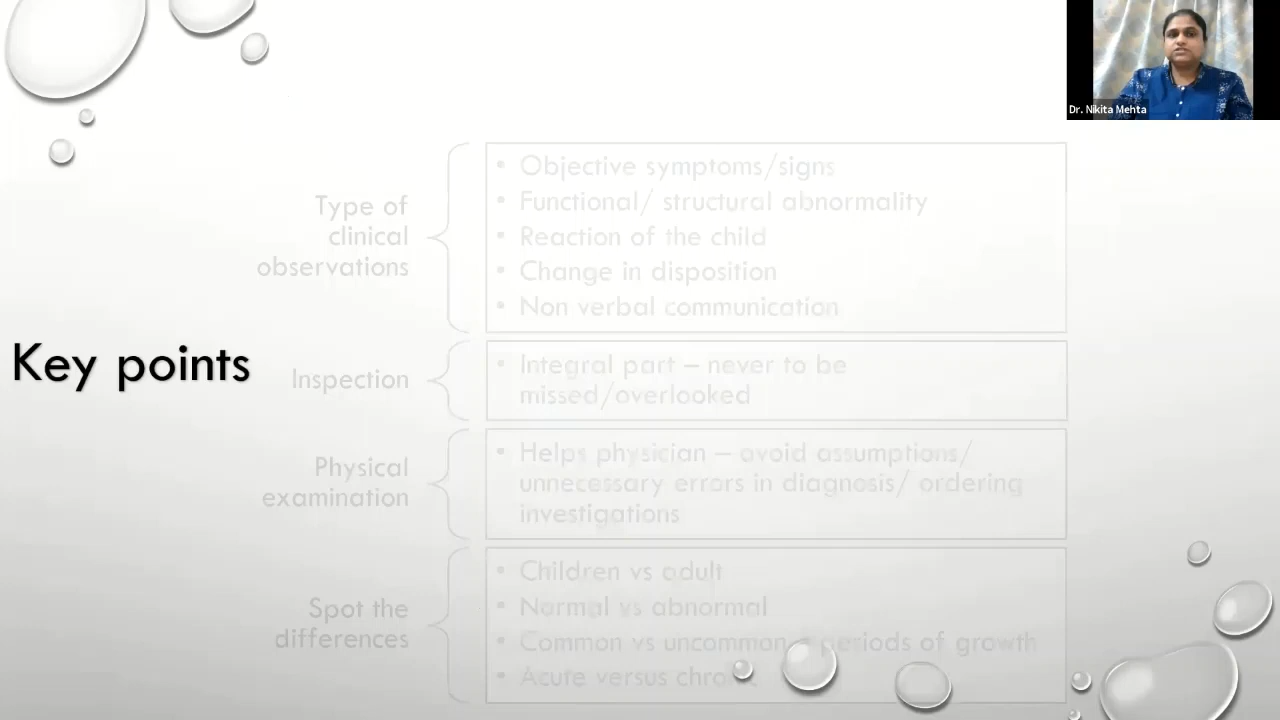 Dr. Nikita Mehta
Key points
Type of
clinical
observations
• Objective symptoms/signs
• Functional/ structural abnormality
• Reaction of the child
• Change in disposition
• Non verbal communication
Inspection
• Integral part – never to be
missed/overlooked
Physical
examination
• Helps physician – avoid assumptions/
unnecessary errors in diagnosis/ ordering
investigations
Spot the
differences
• Children vs adult
• Normal vs abnormal
• Common vs uncommon – periods of growth
• Acute versus chronic